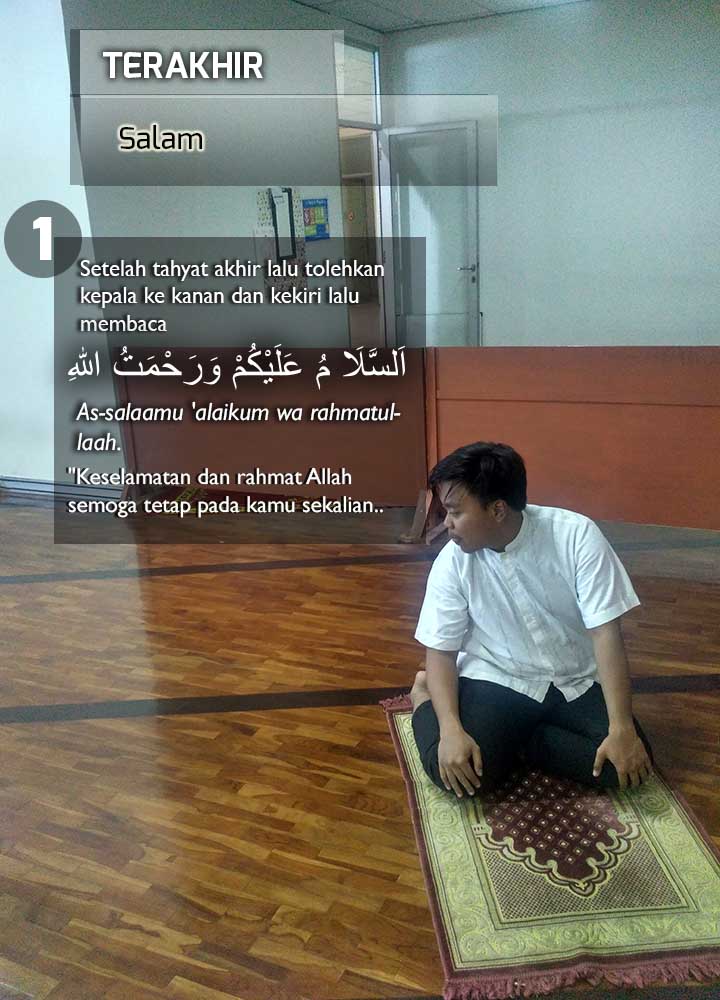 TERAKHIR
Salam
1
Setelah tahyat akhir lalu tolehkan
kepala ke kanan dan kekiri lalu
membaca
اَلسَّلَا مُ عَلَيْكُمْ وَرَحْمَتُ اللهِ
As-salaamu 'alaikum wa rahmatul-
laah.
"Keselamatan dan rahmat Allah
semoga tetap pada kamu sekalian..